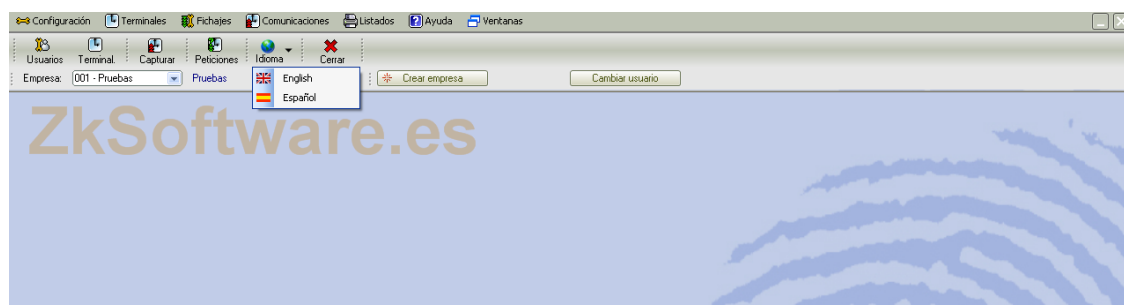 Configuración Terminales Fichajes Comunicaciones Listados Ayuda Ventanas
Usuarios Terminal. Capturar Peticiones Idioma Cerrar
Empresa: 001 - Pruebas Pruebas Crear empresa Cambiar usuario
English
Español
ZkSoftware.es